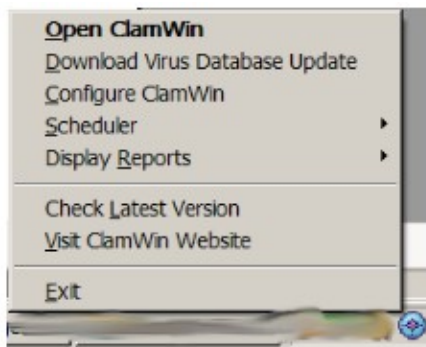 Open ClamWin
Download Virus Database Update
Configure ClamWin
Scheduler
Display Reports
Check Latest Version
Visit ClamWin Website
Exit